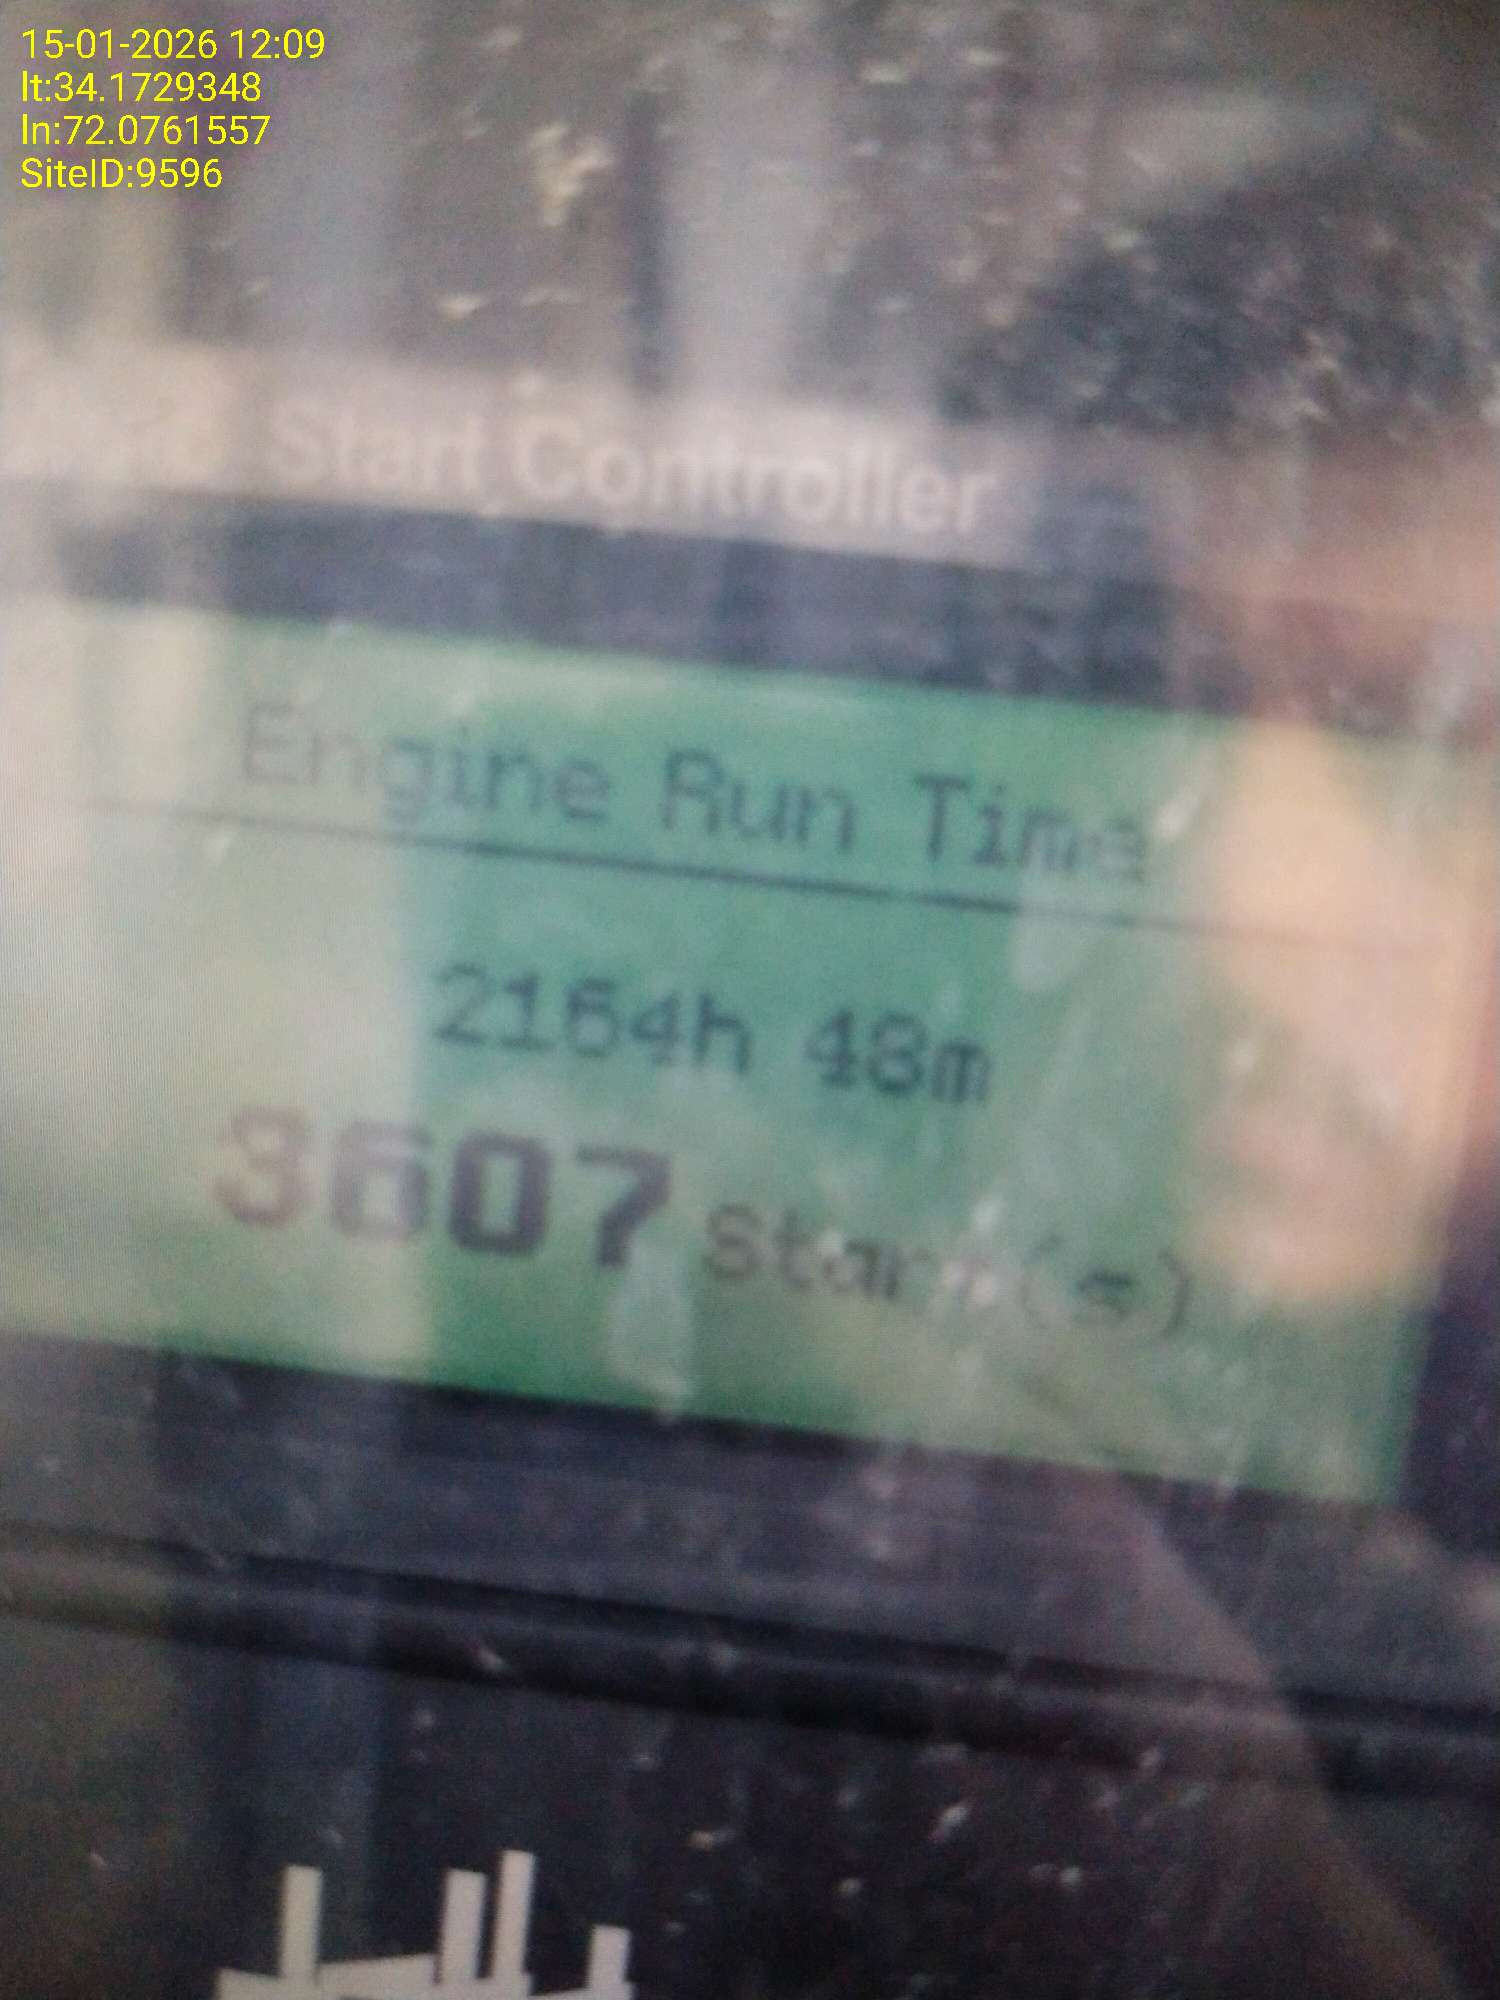 15-01-2026 12:09
lt:34.1729348
ln:72.0761557
SiteID:9596
Start Controller
Engine Run Time
2164h 48m
3607 start(s)